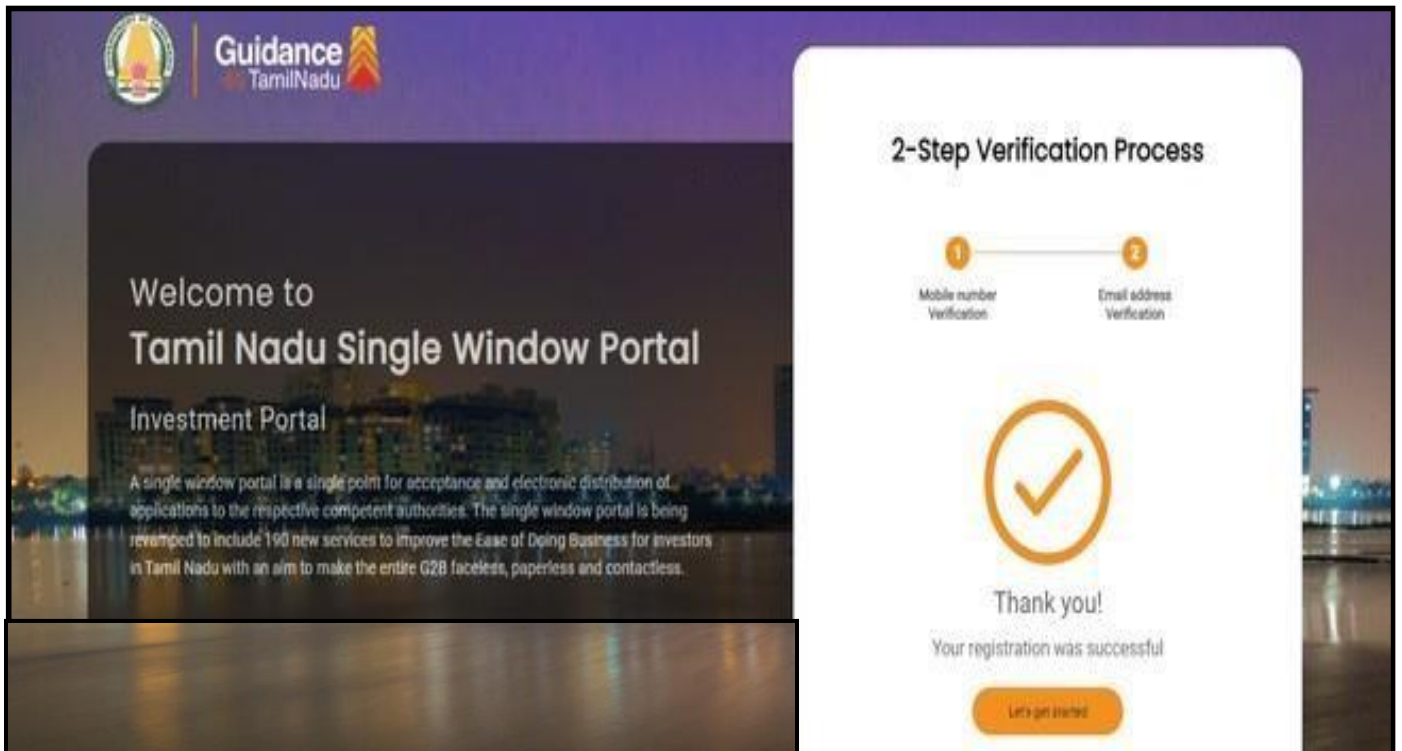 Guidance
TamilNadu
Welcome to
Tamil Nadu Single Window Portal
Investment Portal
A single window portal is a single point for acceptance and electronic distribution of
applications to the respective competent authorities. The single window portal is being
revamped to include 190 new services to improve the Ease of Doing Business for investors
in Tamil Nadu with an aim to make the entire G2B faceless, paperless and contactless.
2-Step Verification Process
1
2
Mobile number
Verification
Email address
Verification
Thank you!
Your registration was successful
Let's get started